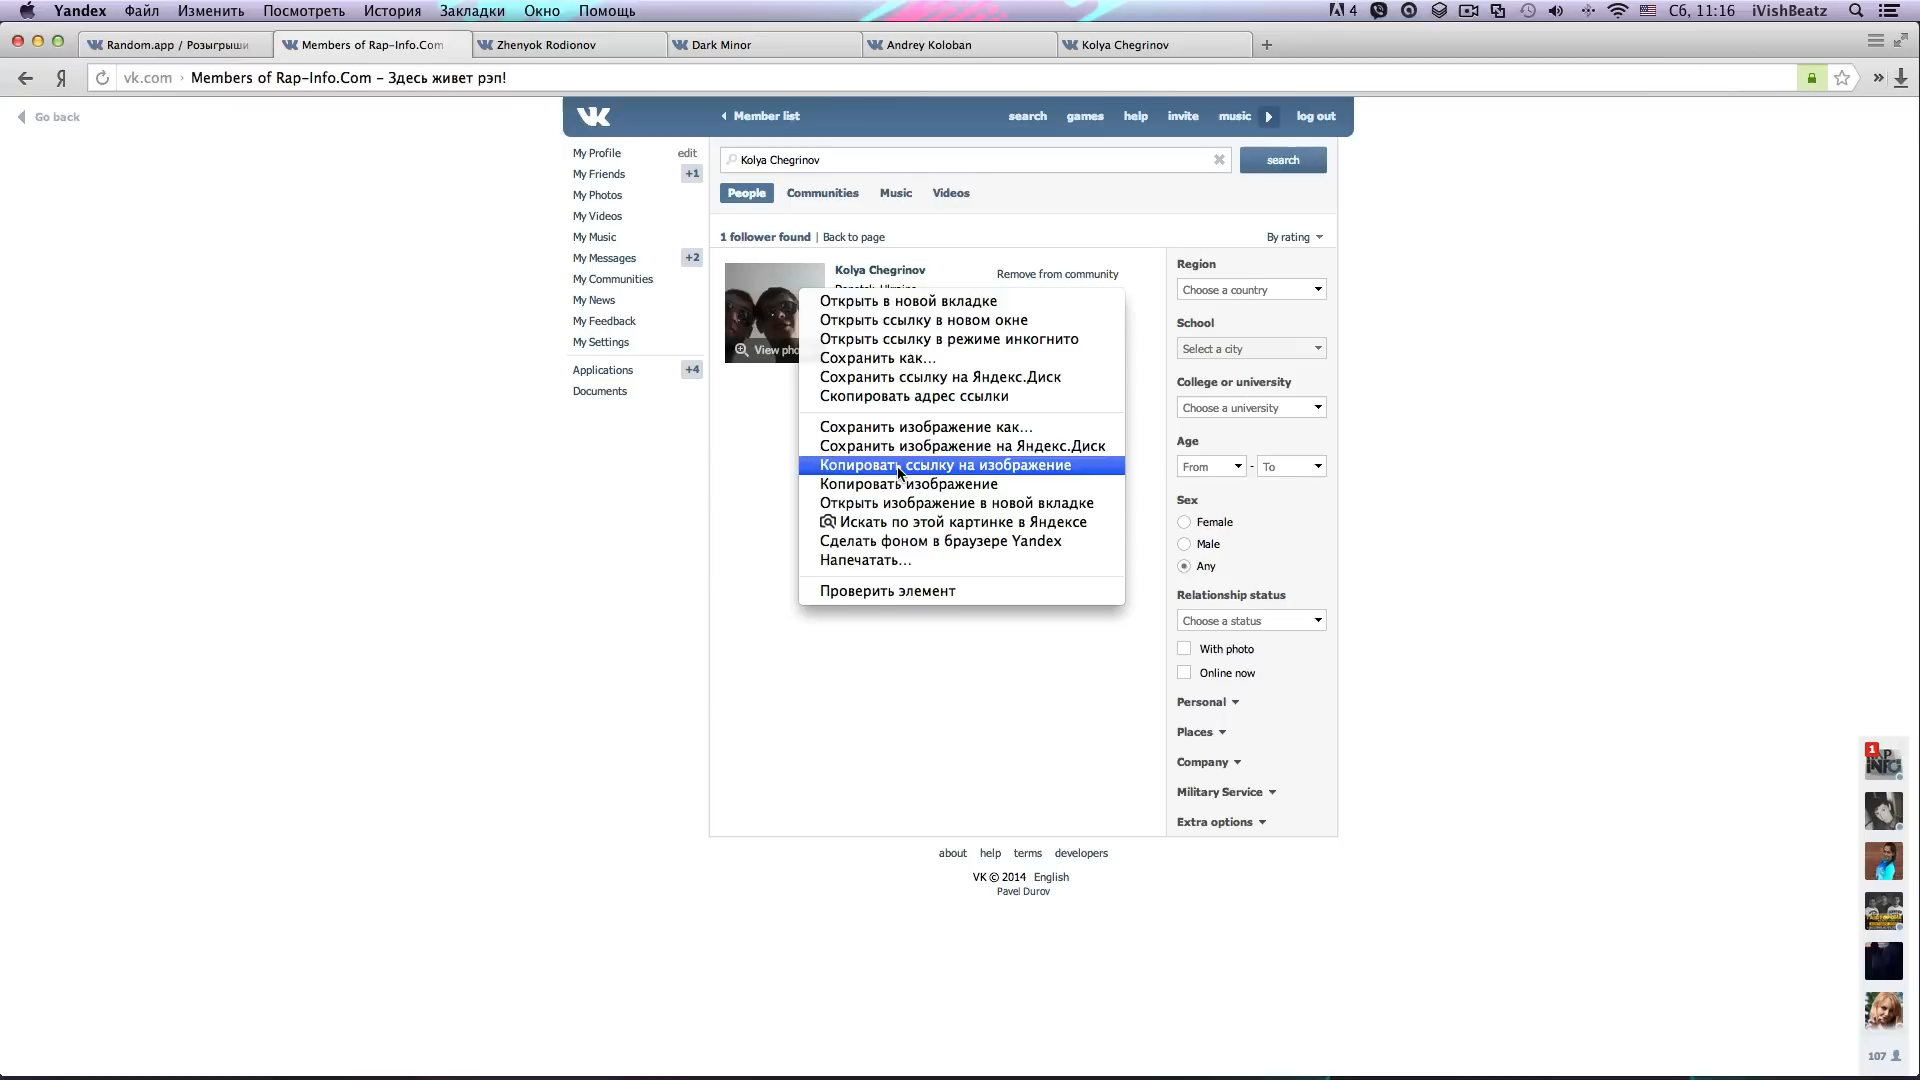 Yandex Файл Изменить Посмотреть История Закладки Окно Помощь
4 Сб, 11:16 iVishBeatz
Random.app / Розыгрыши
Members of Rap-Info.Com
Zhenyok Rodionov
Dark Minor
Andrey Koloban
Kolya Chegrinov
vk.com › Members of Rap-Info.Com – Здесь живет рэп!
Go back
Member list
search games help invite music log out
My Profile edit
My Friends +1
My Photos
My Videos
My Music
My Messages +2
My Communities
My News
My Feedback
My Settings
Applications +4
Documents
Kolya Chegrinov
search
People Communities Music Videos
1 follower found | Back to page
By rating
Kolya Chegrinov
Remove from community
View pho
Открыть в новой вкладке
Открыть ссылку в новом окне
Открыть ссылку в режиме инкогнито
Сохранить как...
Сохранить ссылку на Яндекс.Диск
Скопировать адрес ссылки
Сохранить изображение как...
Сохранить изображение на Яндекс.Диск
Копировать ссылку на изображение
Копировать изображение
Открыть изображение в новой вкладке
Искать по этой картинке в Яндексе
Сделать фоном в браузере Yandex
Напечатать...
Проверить элемент
Region
Choose a country
School
Select a city
College or university
Choose a university
Age
From - To
Sex
Female
Male
Any
Relationship status
Choose a status
With photo
Online now
Personal
Places
Company
Military Service
Extra options
about help terms developers
VK © 2014 English
Pavel Durov
1
107